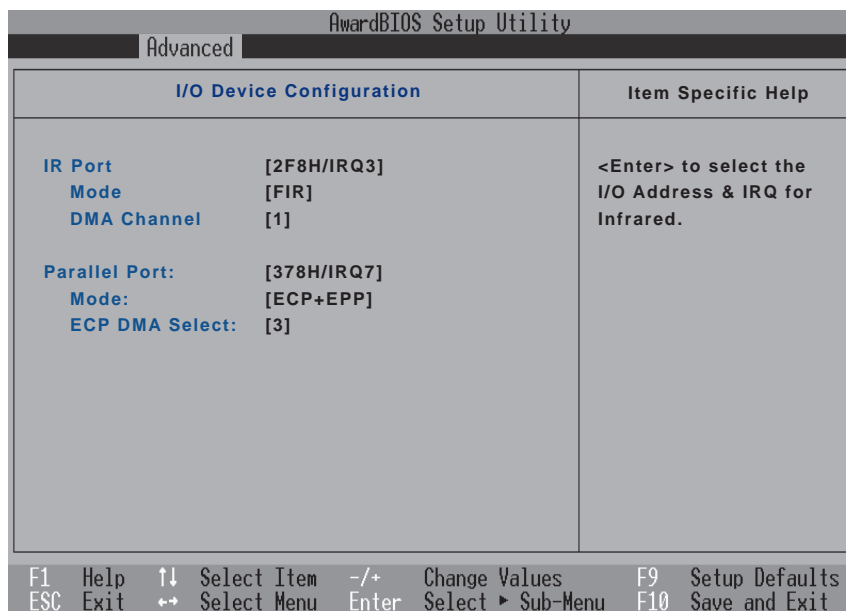 AwardBIOS Setup Utility
Advanced
I/O Device Configuration
Item Specific Help
IR Port [2F8H/IRQ3]
Mode [FIR]
DMA Channel [1]
Parallel Port: [378H/IRQ7]
Mode: [ECP+EPP]
ECP DMA Select: [3]
<Enter> to select the
I/O Address & IRQ for
Infrared.
F1 Help ↑↓ Select Item -/+ Change Values F9 Setup Defaults
ESC Exit ←→ Select Menu Enter Select ► Sub-Menu F10 Save and Exit